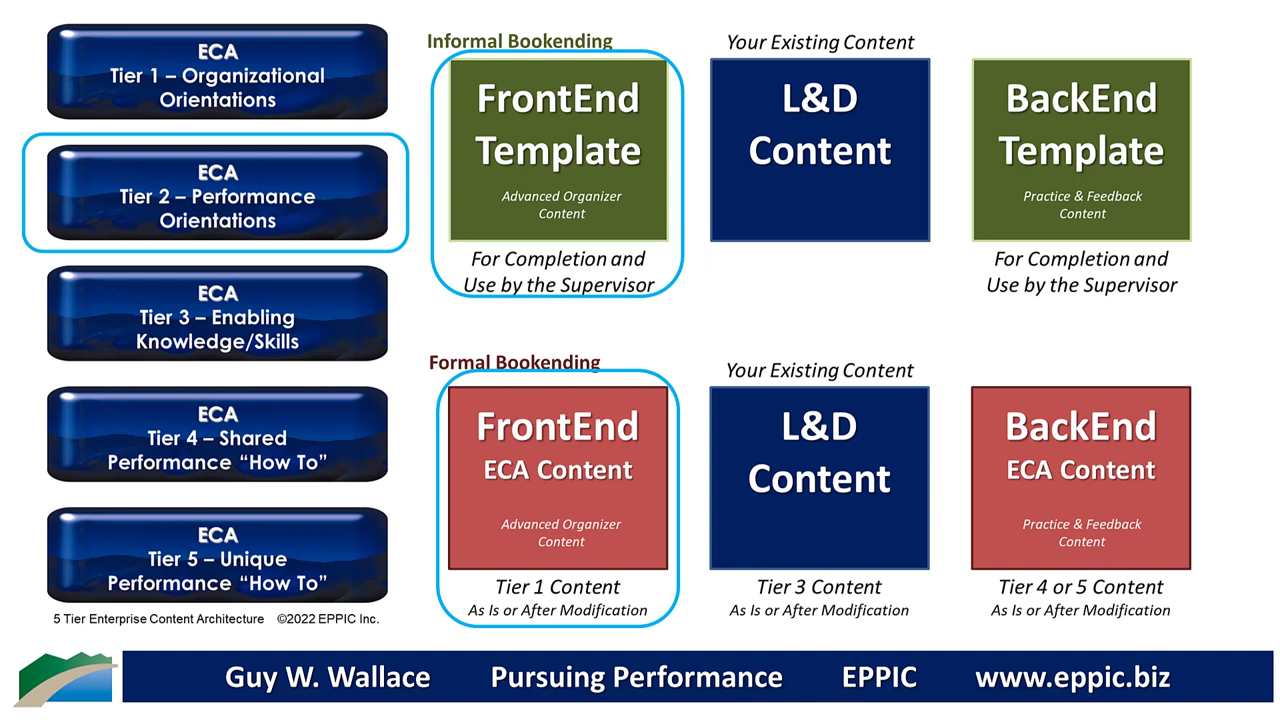 ECA
Tier 1 – Organizational
Orientations
ECA
Tier 2 – Performance
Orientations
ECA
Tier 3 – Enabling
Knowledge/Skills
ECA
Tier 4 – Shared
Performance “How To”
ECA
Tier 5 – Unique
Performance “How To”
5 Tier Enterprise Content Architecture ©2022 EPPIC Inc.
Informal Bookending
FrontEnd
Template
Advanced Organizer
Content
For Completion and
Use by the Supervisor
Your Existing Content
L&D
Content
BackEnd
Template
Practice & Feedback
Content
For Completion and
Use by the Supervisor
Formal Bookending
FrontEnd
ECA Content
Advanced Organizer
Content
Tier 1 Content
As Is or After Modification
Your Existing Content
L&D
Content
Tier 3 Content
As Is or After Modification
BackEnd
ECA Content
Practice & Feedback
Content
Tier 4 or 5 Content
As Is or After Modification
Guy W. Wallace Pursuing Performance EPPIC www.eppic.biz